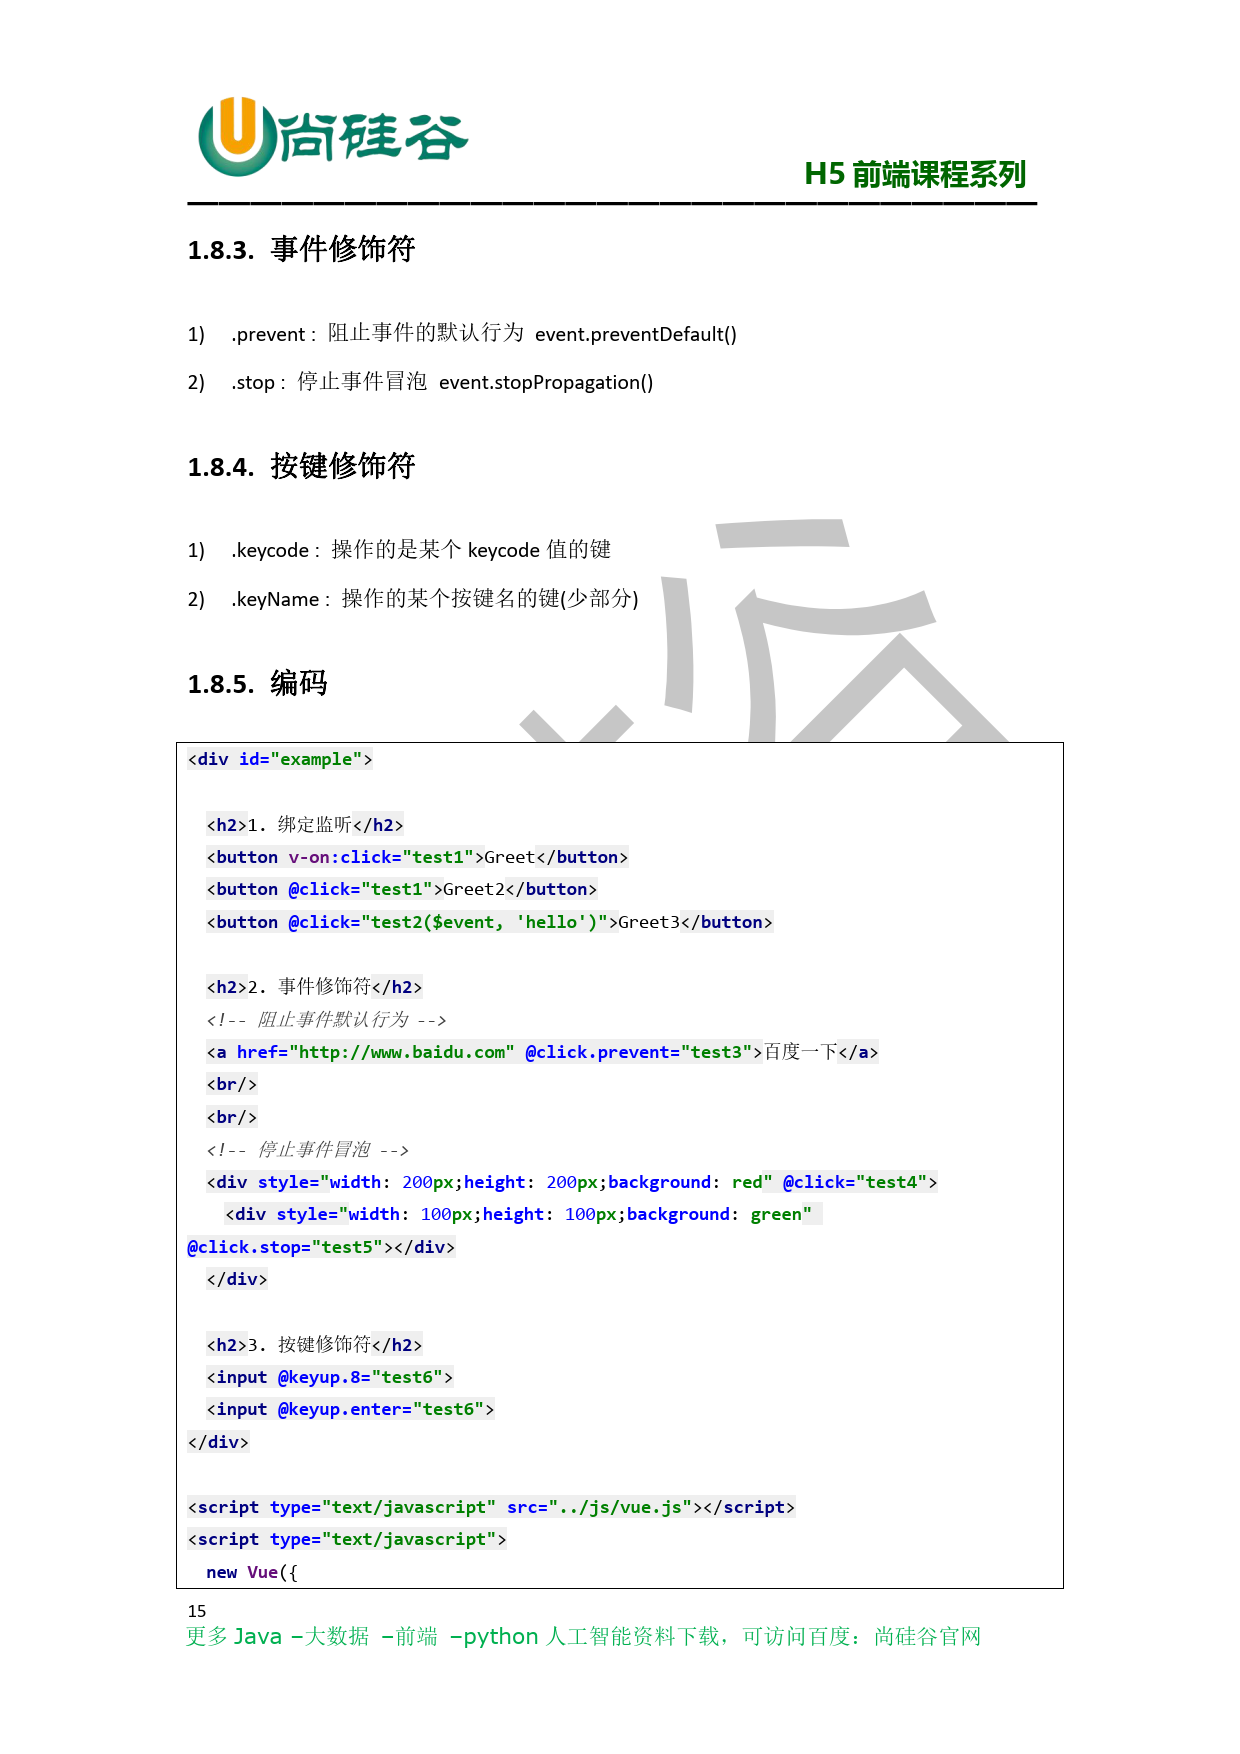 尚硅谷
H5 前端课程系列
1.8.3. 事件修饰符
1) .prevent : 阻止事件的默认行为 event.preventDefault()
2) .stop : 停止事件冒泡 event.stopPropagation()
1.8.4. 按键修饰符
1) .keycode : 操作的是某个 keycode 值的键
2) .keyName : 操作的某个按键名的键(少部分)
1.8.5. 编码
<div id="example">
<h2>1. 绑定监听</h2>
<button v-on:click="test1">Greet</button>
<button @click="test1">Greet2</button>
<button @click="test2($event, 'hello')">Greet3</button>
<h2>2. 事件修饰符</h2>
<!-- 阻止事件默认行为 -->
<a href="http://www.baidu.com" @click.prevent="test3">百度一下</a>
<br/>
<br/>
<!-- 停止事件冒泡 -->
<div style="width: 200px;height: 200px;background: red" @click="test4">
<div style="width: 100px;height: 100px;background: green"
@click.stop="test5"></div>
</div>
<h2>3. 按键修饰符</h2>
<input @keyup.8="test6">
<input @keyup.enter="test6">
</div>
<script type="text/javascript" src="../js/vue.js"></script>
<script type="text/javascript">
new Vue({
15
更多 Java –大数据 –前端 –python 人工智能资料下载，可访问百度：尚硅谷官网